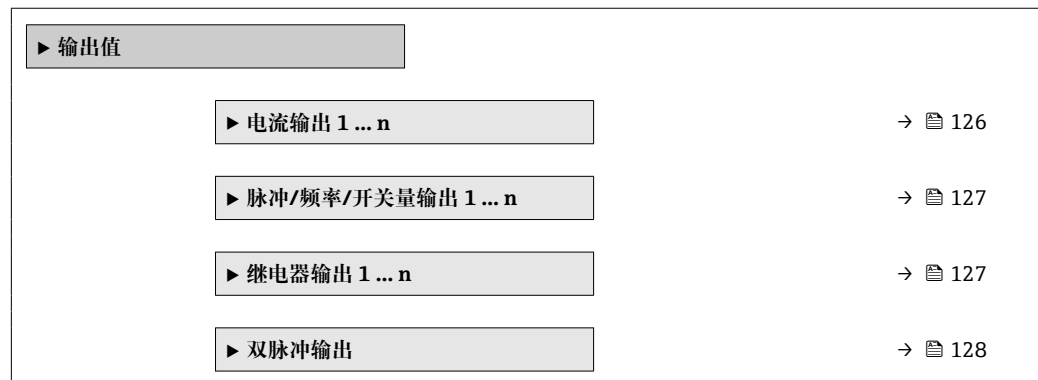 ▶ 输出值
▶ 电流输出 1 ... n → 126
▶ 脉冲/频率/开关量输出 1 ... n → 127
▶ 继电器输出 1 ... n → 127
▶ 双脉冲输出 → 128